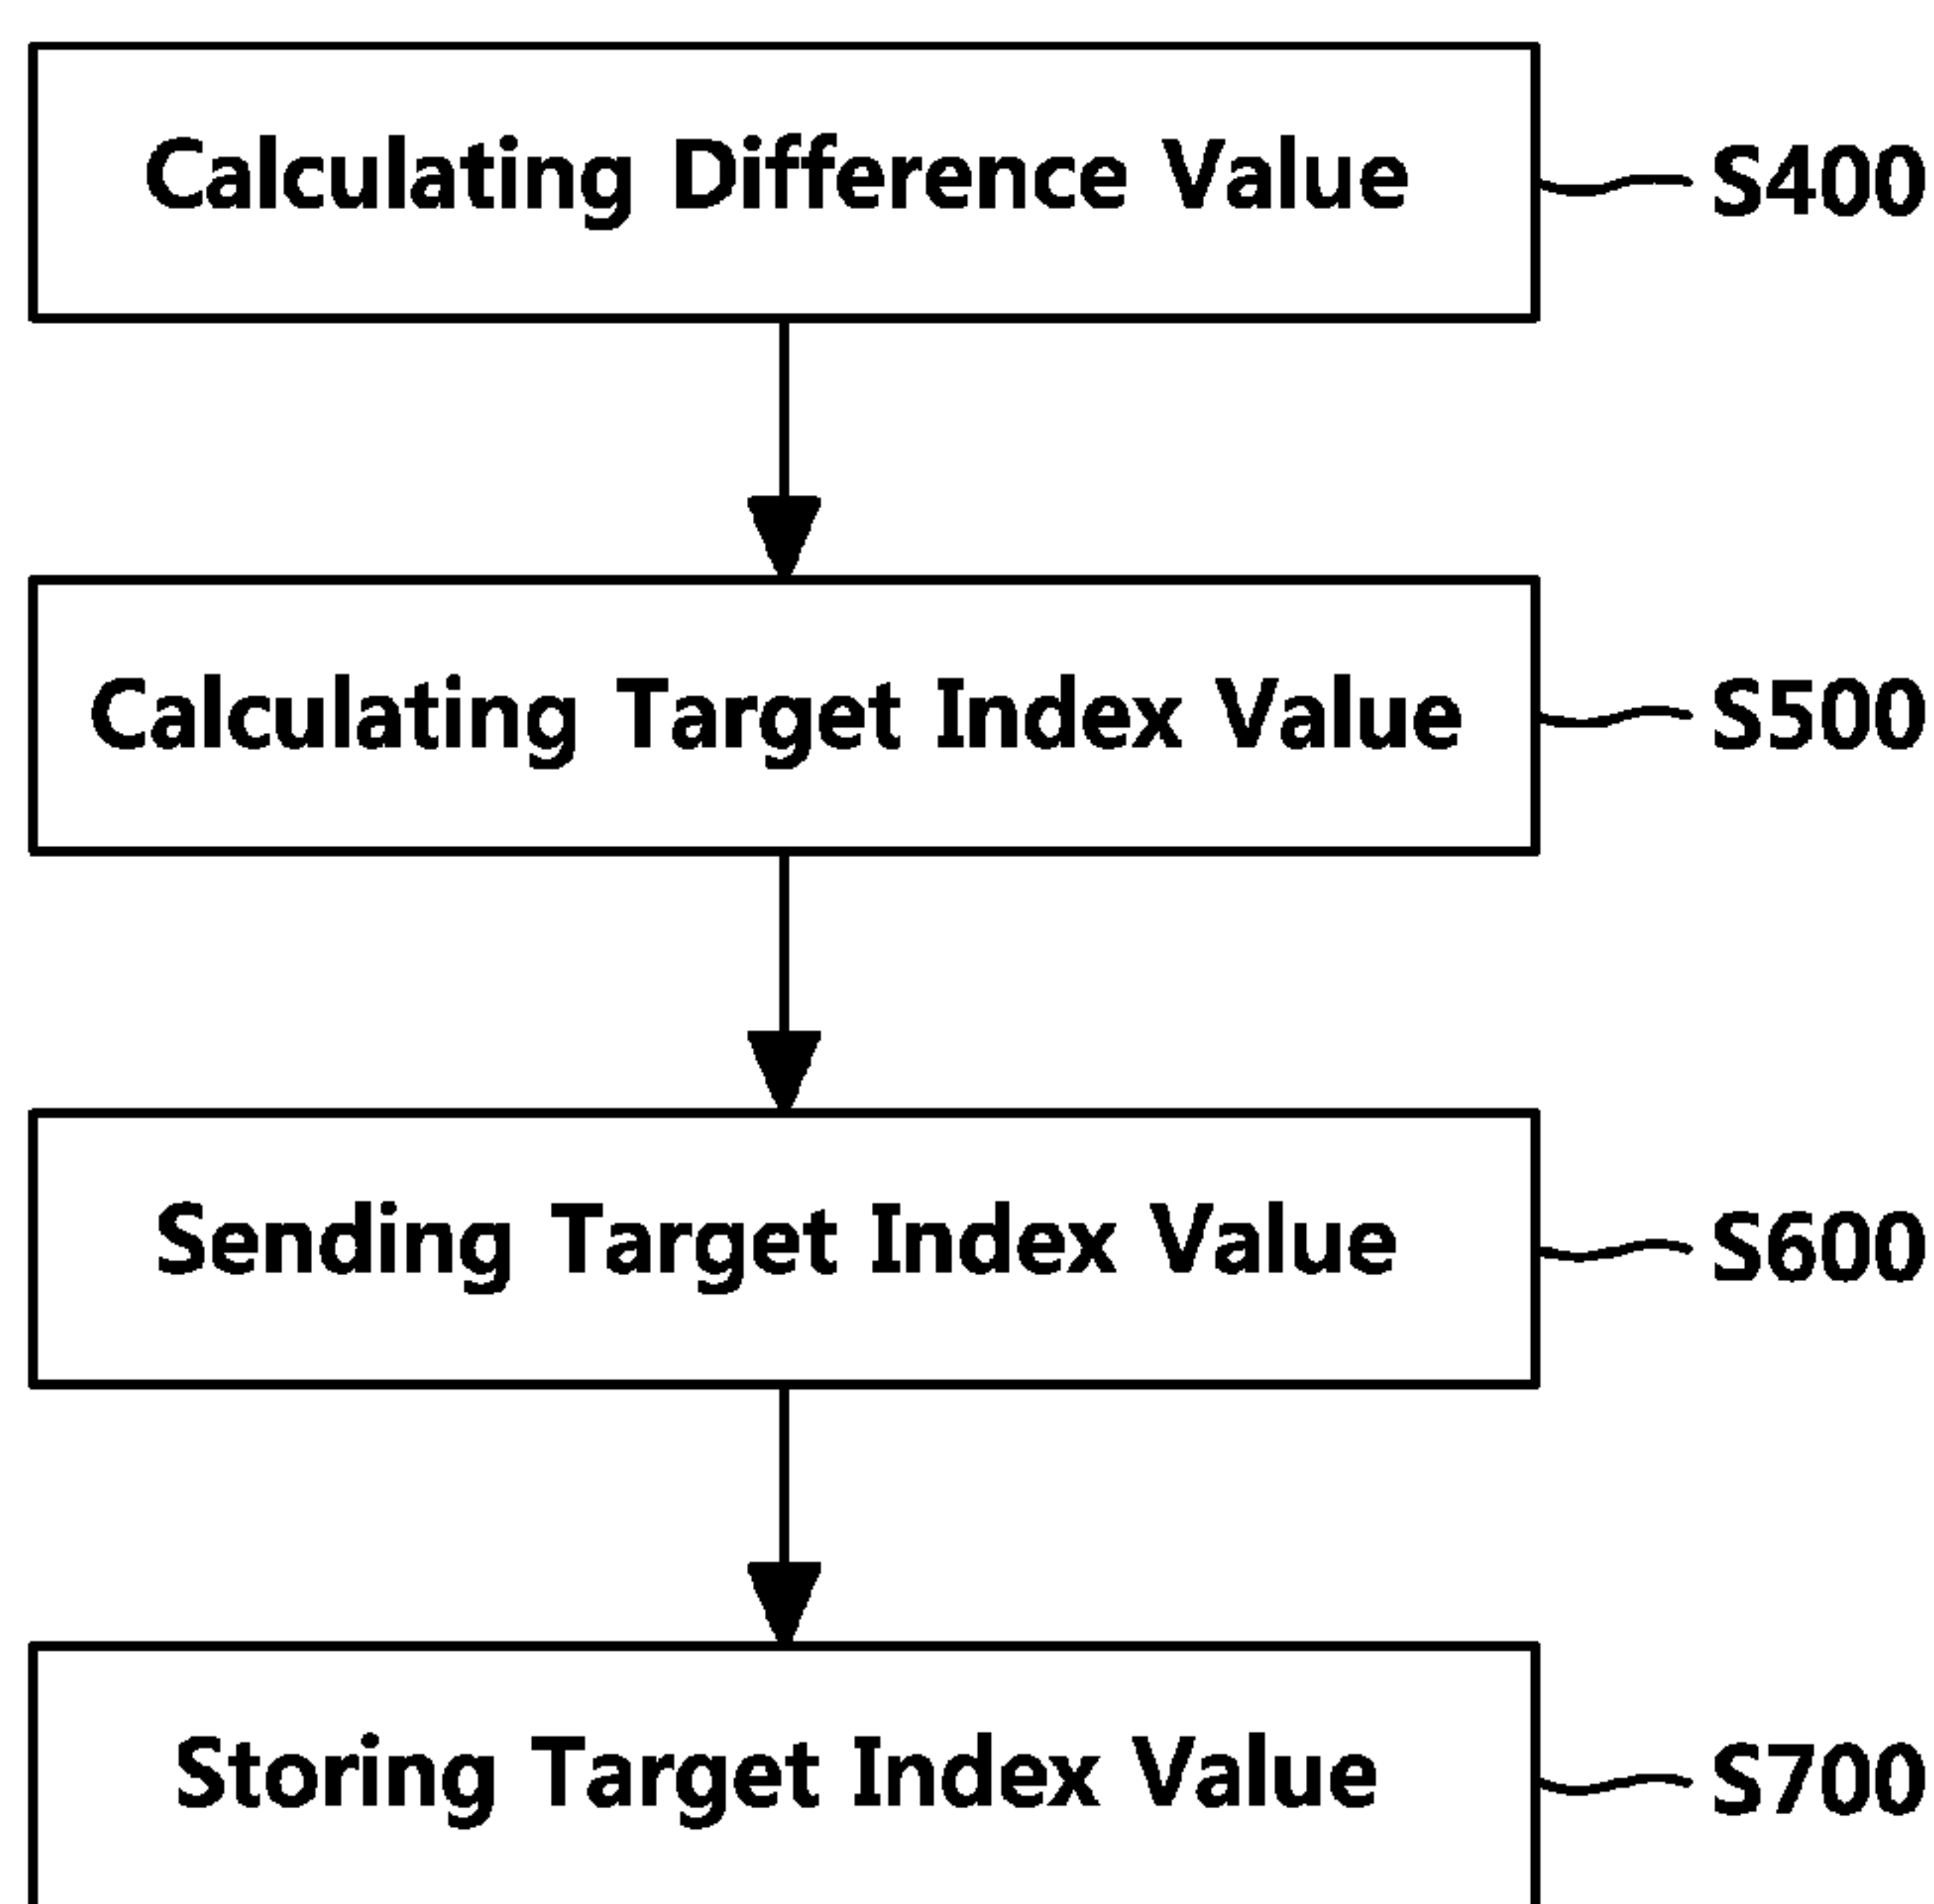 Calculating Difference Value S400
Calculating Target Index Value S500
Sending Target Index Value S600
Storing Target Index Value S700